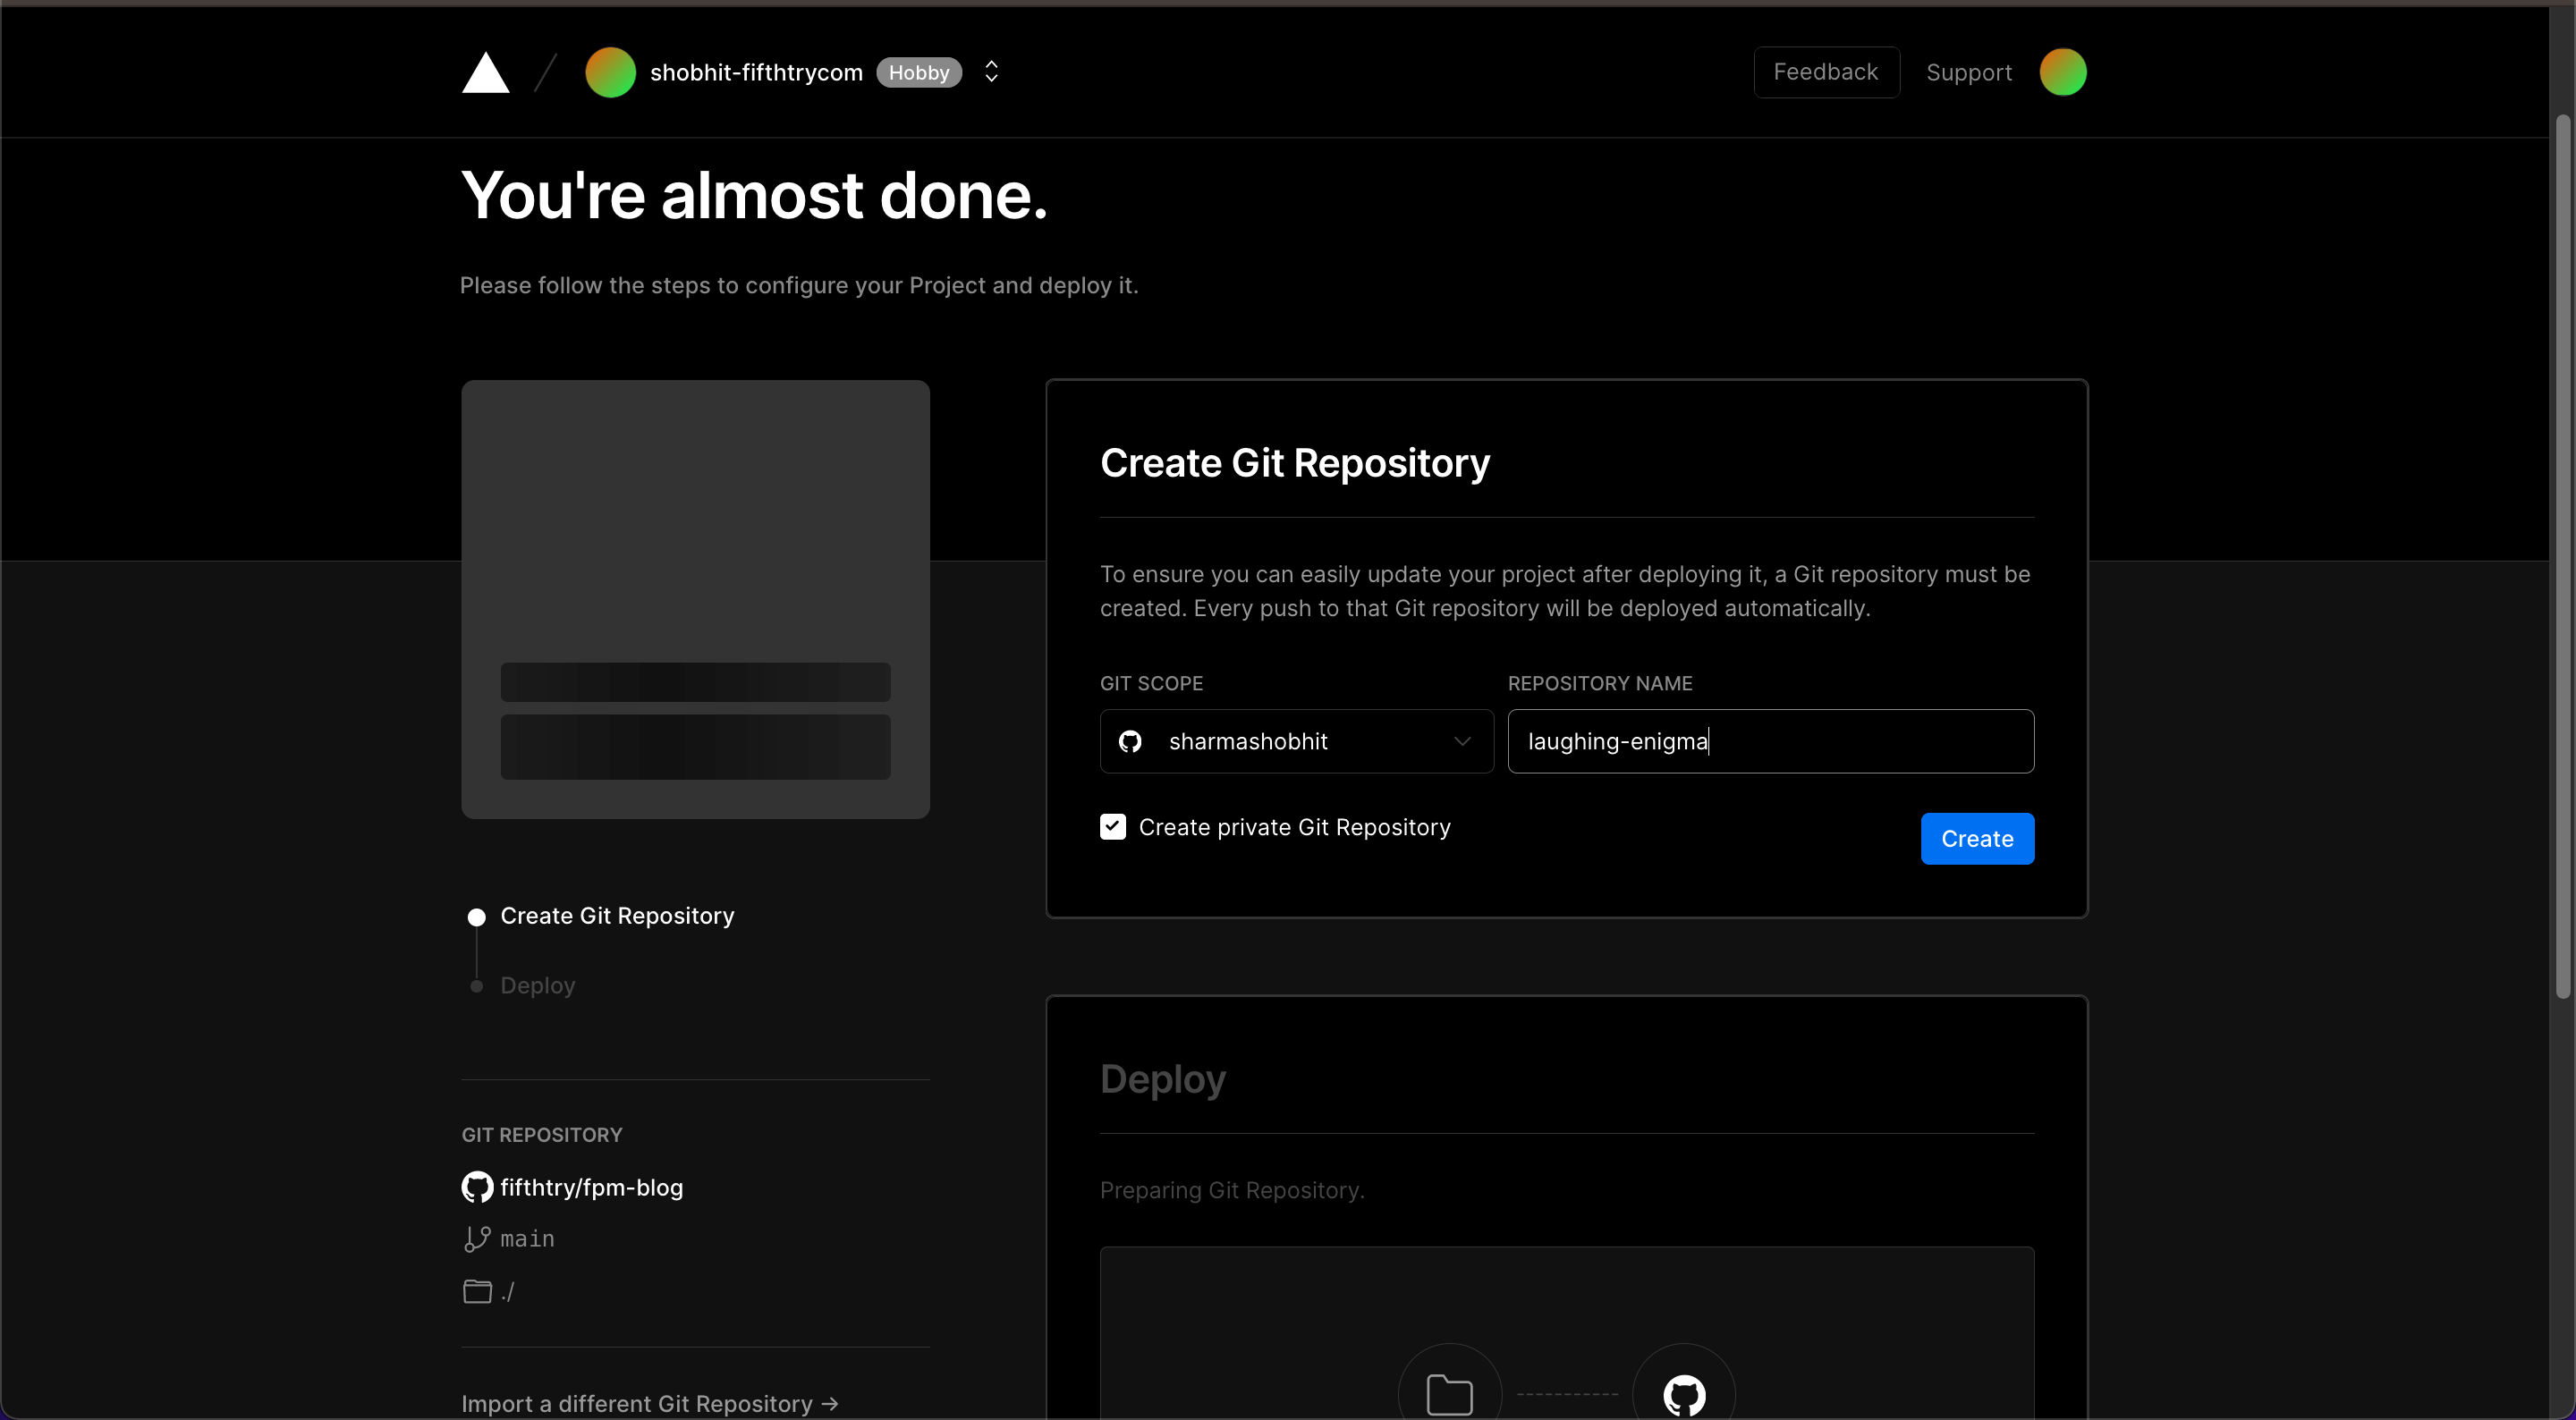 shobhit-fifthtrycom Hobby
Feedback Support
You're almost done.
Please follow the steps to configure your Project and deploy it.
Create Git Repository
Deploy
GIT REPOSITORY
fifthtry/fpm-blog
main
./
Import a different Git Repository →
Create Git Repository
To ensure you can easily update your project after deploying it, a Git repository must be
created. Every push to that Git repository will be deployed automatically.
GIT SCOPE
sharmashobhit
REPOSITORY NAME
laughing-enigma
Create private Git Repository
Create
Deploy
Preparing Git Repository.